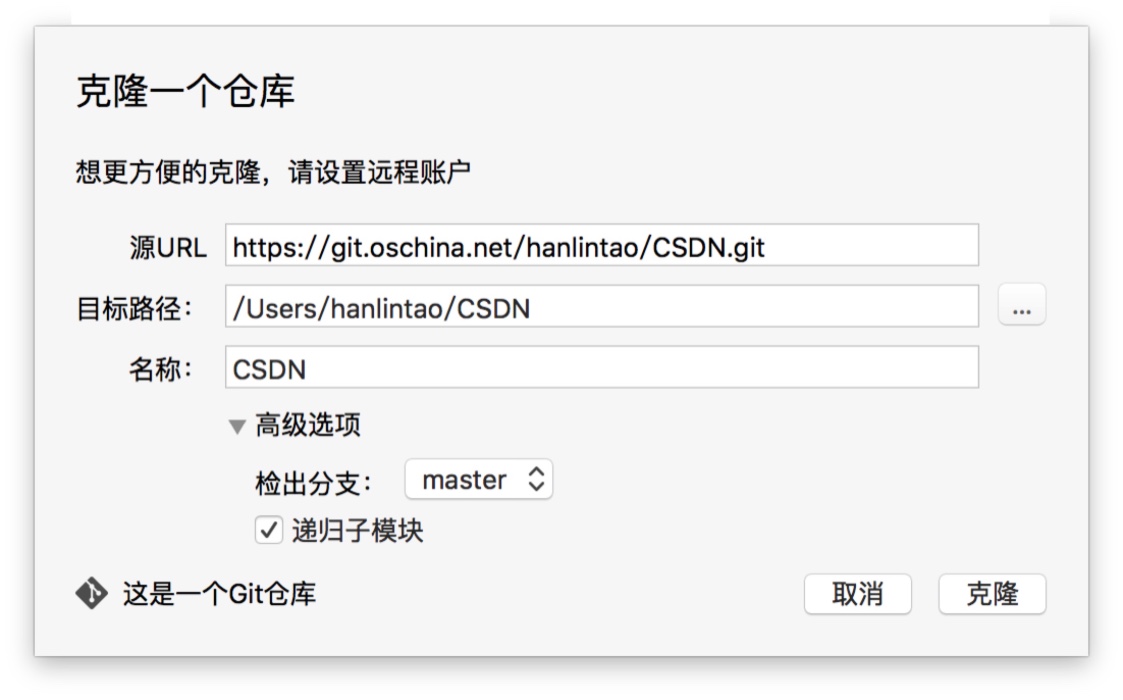 克隆一个仓库
想更方便的克隆，请设置远程账户
源URL https://git.oschina.net/hanlintao/CSDN.git
目标路径： /Users/hanlintao/CSDN ...
名称： CSDN
高级选项
检出分支： master
递归子模块
这是一个Git仓库 取消 克隆